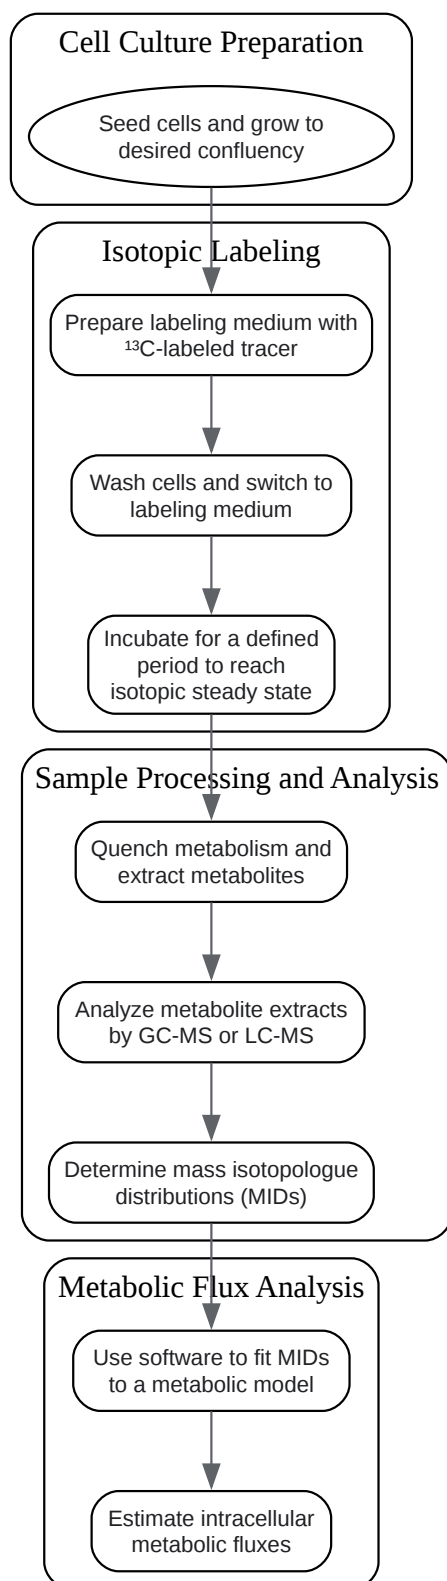 Cell Culture Preparation
Seed cells and grow to
desired confluency
Isotopic Labeling
Prepare labeling medium with
¹³C-labeled tracer
Wash cells and switch to
labeling medium
Incubate for a defined
period to reach
isotopic steady state
Sample Processing and Analysis
Quench metabolism and
extract metabolites
Analyze metabolite extracts
by GC-MS or LC-MS
Determine mass isotopologue
distributions (MIDs)
Metabolic Flux Analysis
Use software to fit MIDs
to a metabolic model
Estimate intracellular
metabolic fluxes